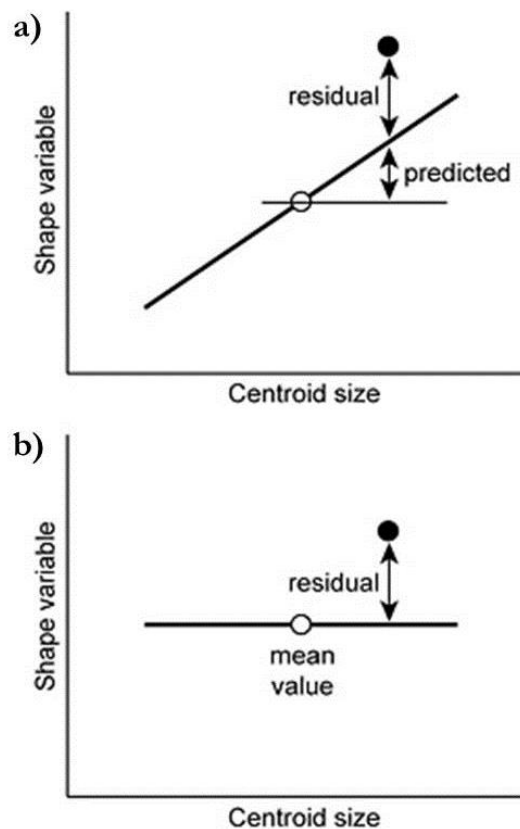 a)
Shape variable
residual
predicted
Centroid size
b)
Shape variable
residual
mean
value
Centroid size